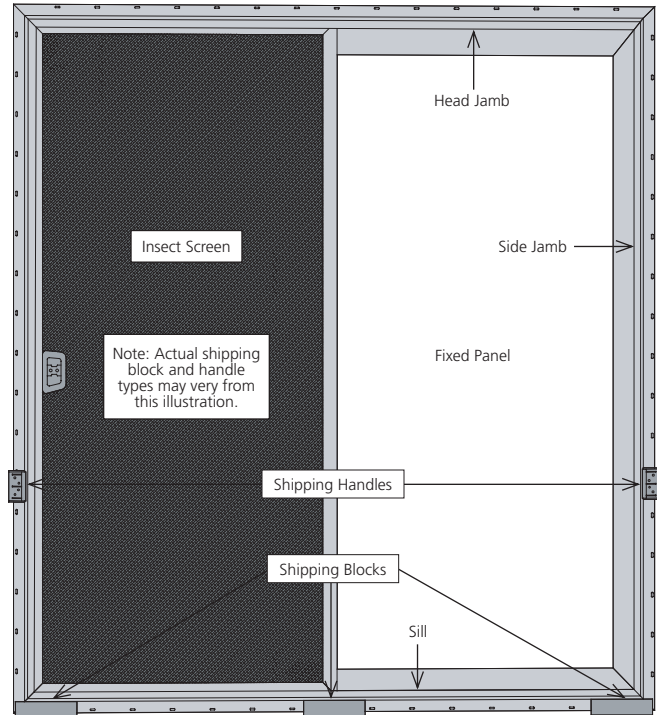 Head Jamb
Insect Screen
Side Jamb
Note: Actual shipping
block and handle
types may very from
this illustration.
Fixed Panel
Shipping Handles
Shipping Blocks
Sill